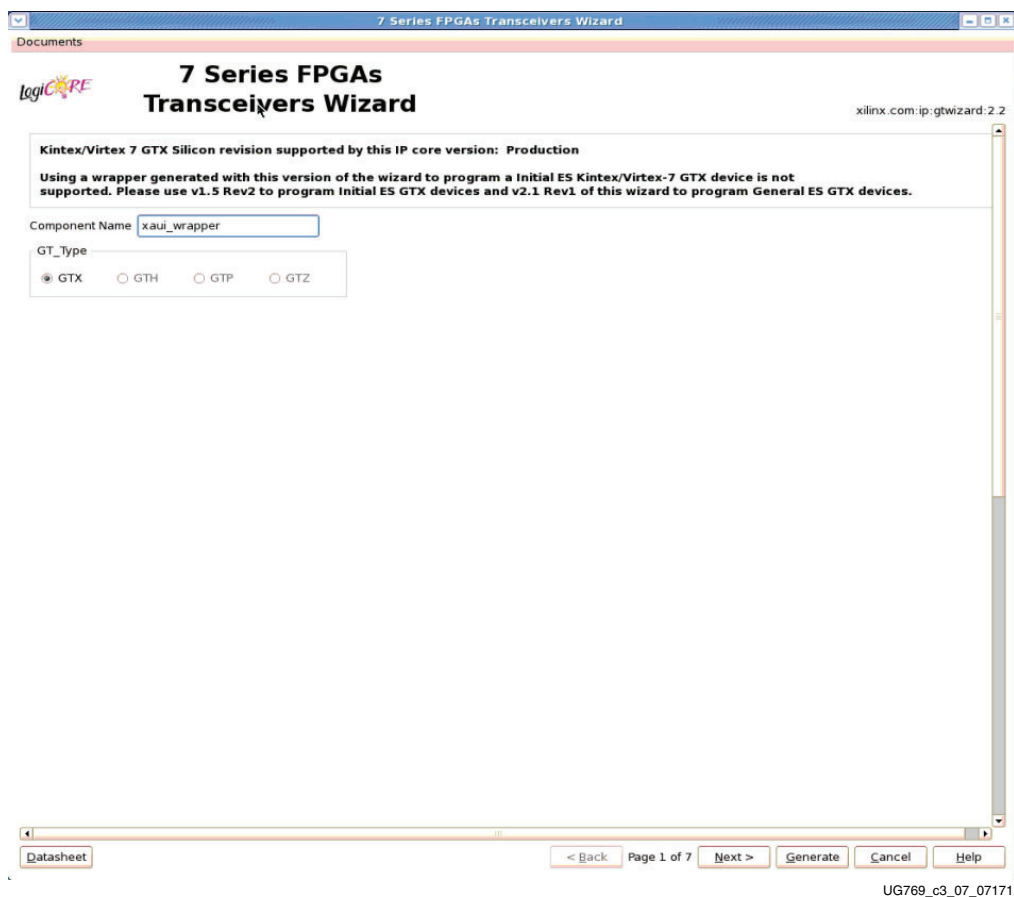 7 Series FPGAs Transceivers Wizard
Documents
LogiCORE
7 Series FPGAs
Transceivers Wizard
xilinx.com:ip:gtwizard:2.2
Kintex/Virtex 7 GTX Silicon revision supported by this IP core version: Production
Using a wrapper generated with this version of the wizard to program a Initial ES Kintex/Virtex-7 GTX device is not
supported. Please use v1.5 Rev2 to program Initial ES GTX devices and v2.1 Rev1 of this wizard to program General ES GTX devices.
Component Name xaui_wrapper
GT_Type
GTX GTH GTP GTZ
Datasheet < Back Page 1 of 7 Next > Generate Cancel Help
UG769_c3_07_07171